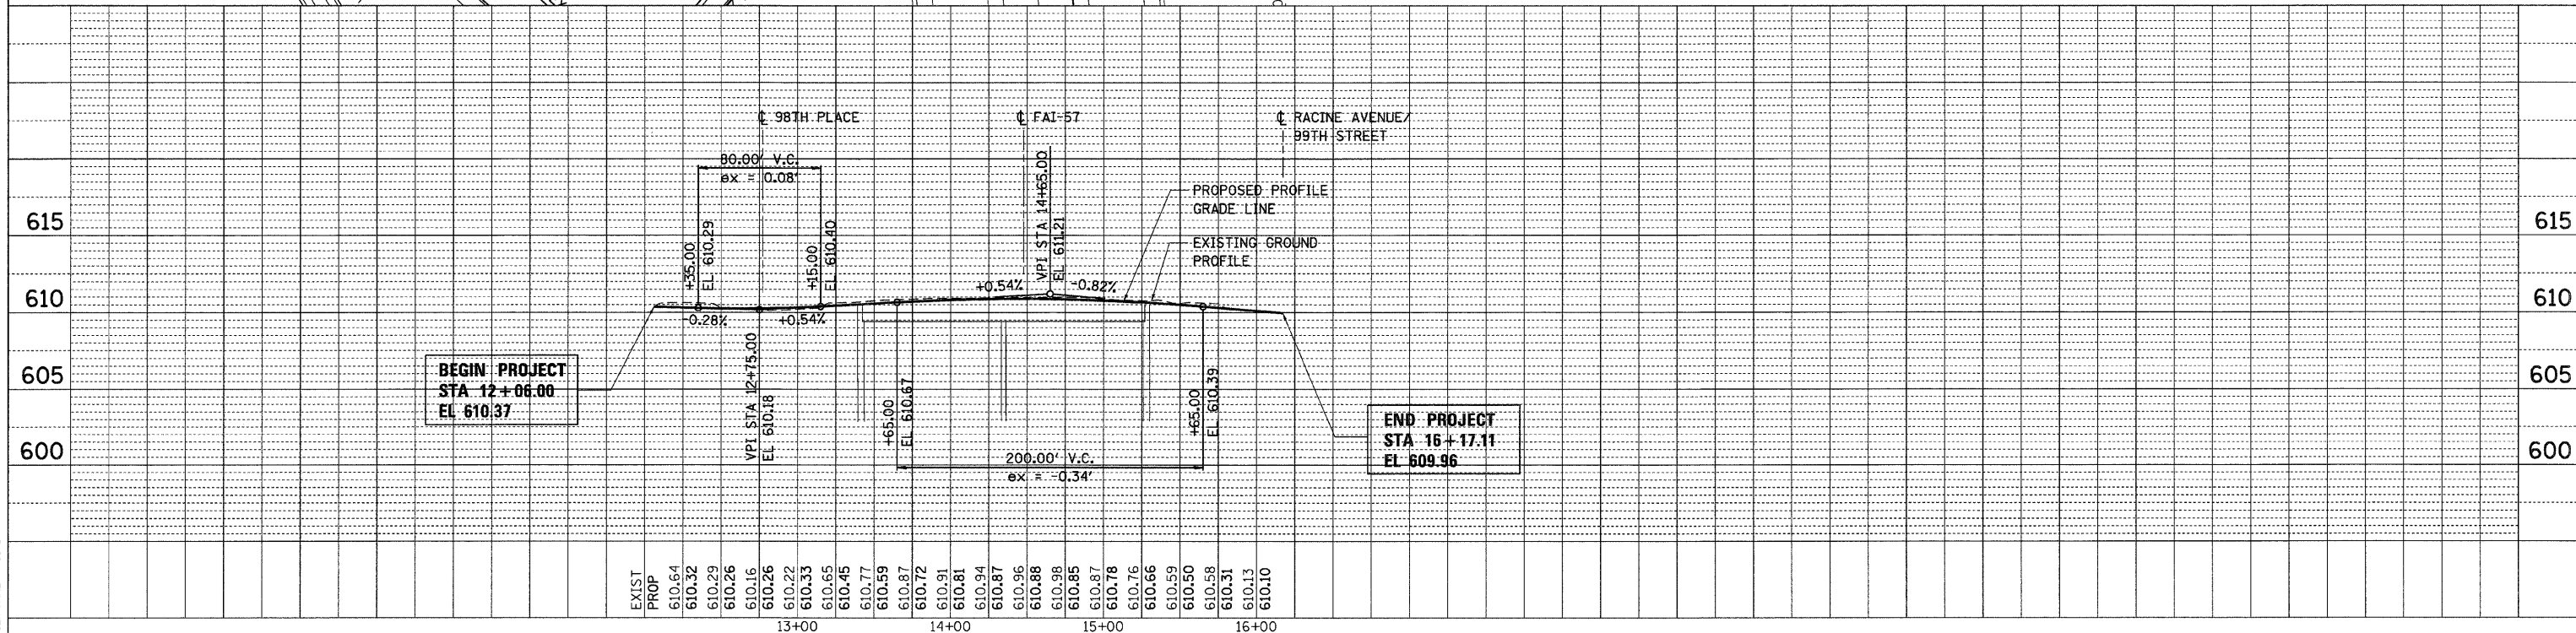 ℄ 98TH PLACE
℄ FAI-57
℄ RACINE AVENUE/
99TH STREET
80.00' V.C.
ex = 0.08'
PROPOSED PROFILE
GRADE LINE
EXISTING GROUND
PROFILE
615
615
+35.00
EL 610.29
+15.00
EL 610.40
VPI STA 14+65.00
EL 611.21
610
610
+0.54%
-0.82%
-0.28%
+0.54%
BEGIN PROJECT
STA 12+06.00
EL 610.37
605
605
VPI STA 12+75.00
EL 610.18
+65.00
EL 610.67
+65.00
EL 610.39
END PROJECT
STA 16+17.11
EL 609.96
600
600
200.00' V.C.
ex = -0.34'
EXIST
PROP
610.64
610.32
610.29
610.26
610.16
610.26
610.22
610.33
610.65
610.45
610.77
610.59
610.87
610.72
610.91
610.81
610.94
610.87
610.96
610.88
610.98
610.85
610.87
610.78
610.76
610.66
610.59
610.50
610.58
610.31
610.13
610.10
13+00
14+00
15+00
16+00